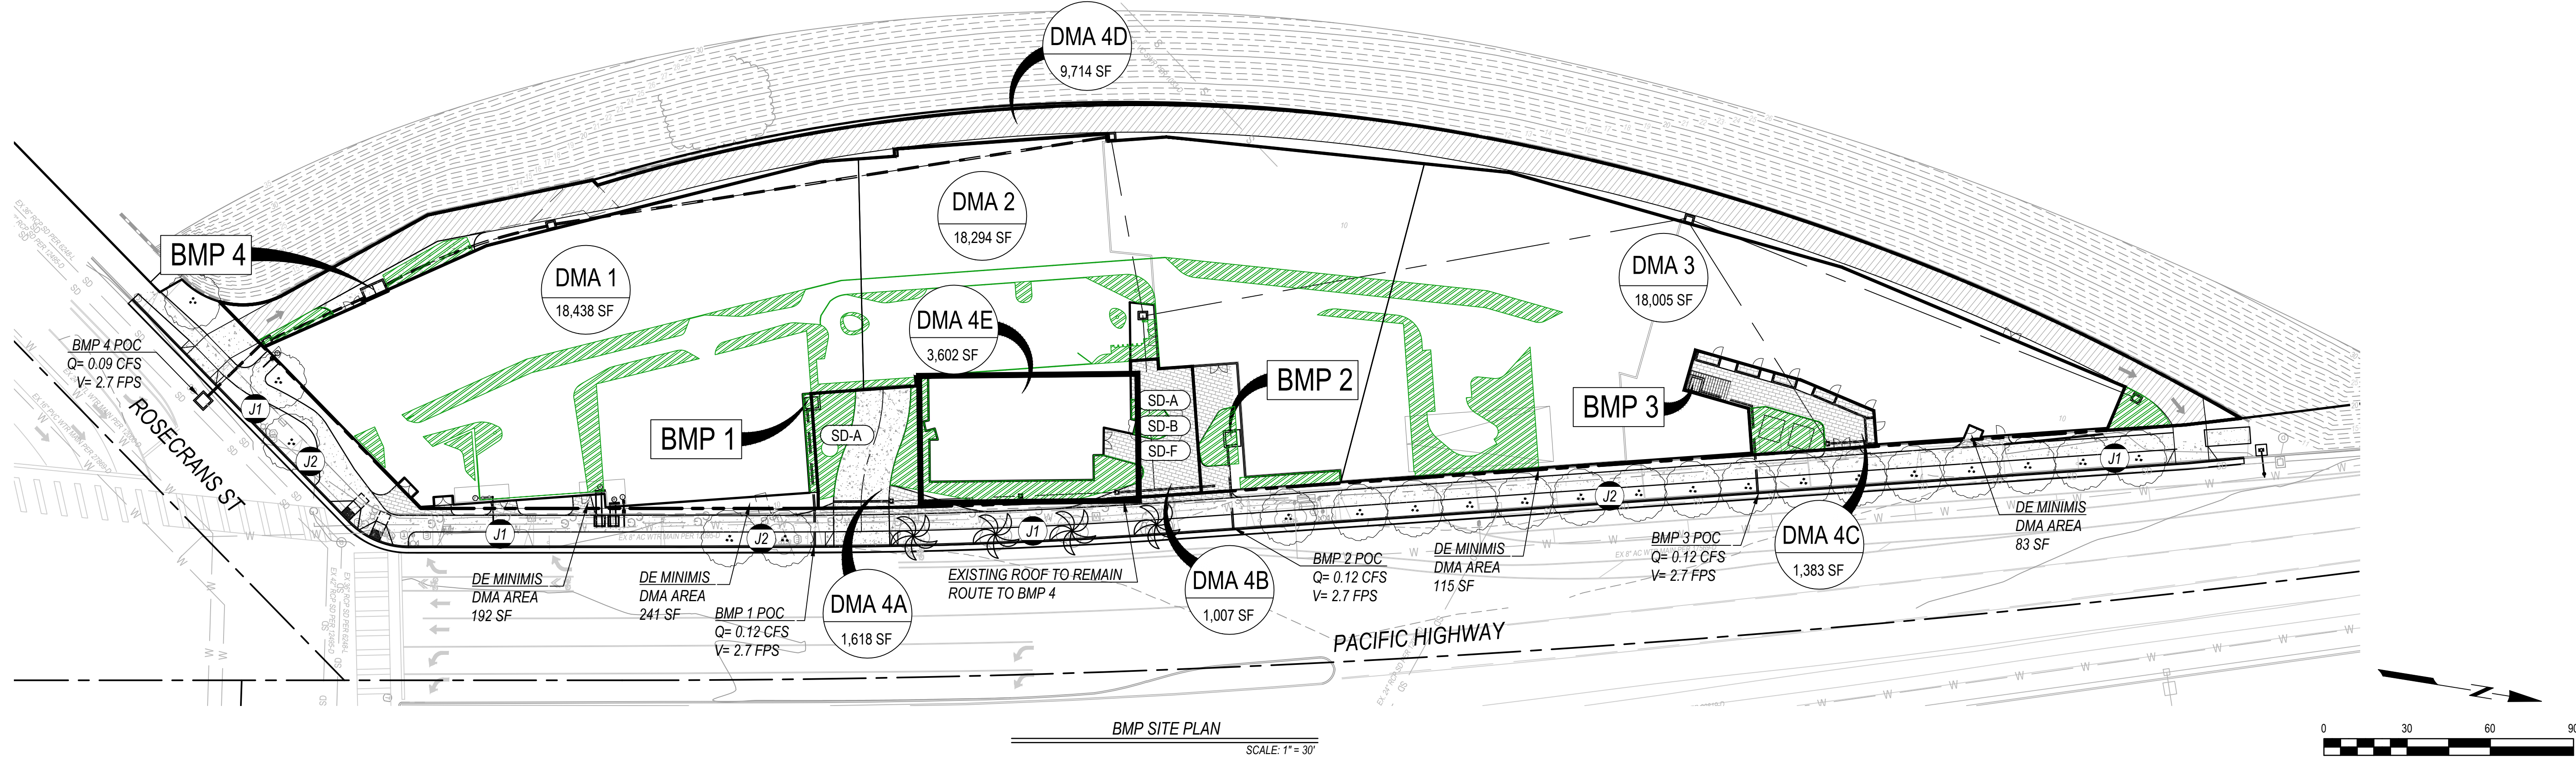 DMA 4D
9,714 SF
DMA 2
18,294 SF
DMA 1
18,438 SF
DMA 3
18,005 SF
BMP 4
DMA 4E
3,602 SF
BMP 4 POC
Q= 0.09 CFS
V= 2.7 FPS
ROSECRANS ST
J1
J2
BMP 1
SD-A
SD-A
SD-B
SD-F
BMP 2
BMP 3
J1
J2
J1
J2
J1
DE MINIMIS
DMA AREA
192 SF
DE MINIMIS
DMA AREA
241 SF
BMP 1 POC
Q= 0.12 CFS
V= 2.7 FPS
DMA 4A
1,618 SF
EXISTING ROOF TO REMAIN
ROUTE TO BMP 4
DMA 4B
1,007 SF
BMP 2 POC
Q= 0.12 CFS
V= 2.7 FPS
DE MINIMIS
DMA AREA
115 SF
BMP 3 POC
Q= 0.12 CFS
V= 2.7 FPS
DMA 4C
1,383 SF
DE MINIMIS
DMA AREA
83 SF
PACIFIC HIGHWAY
BMP SITE PLAN
SCALE: 1" = 30'
Z
0 30 60 90